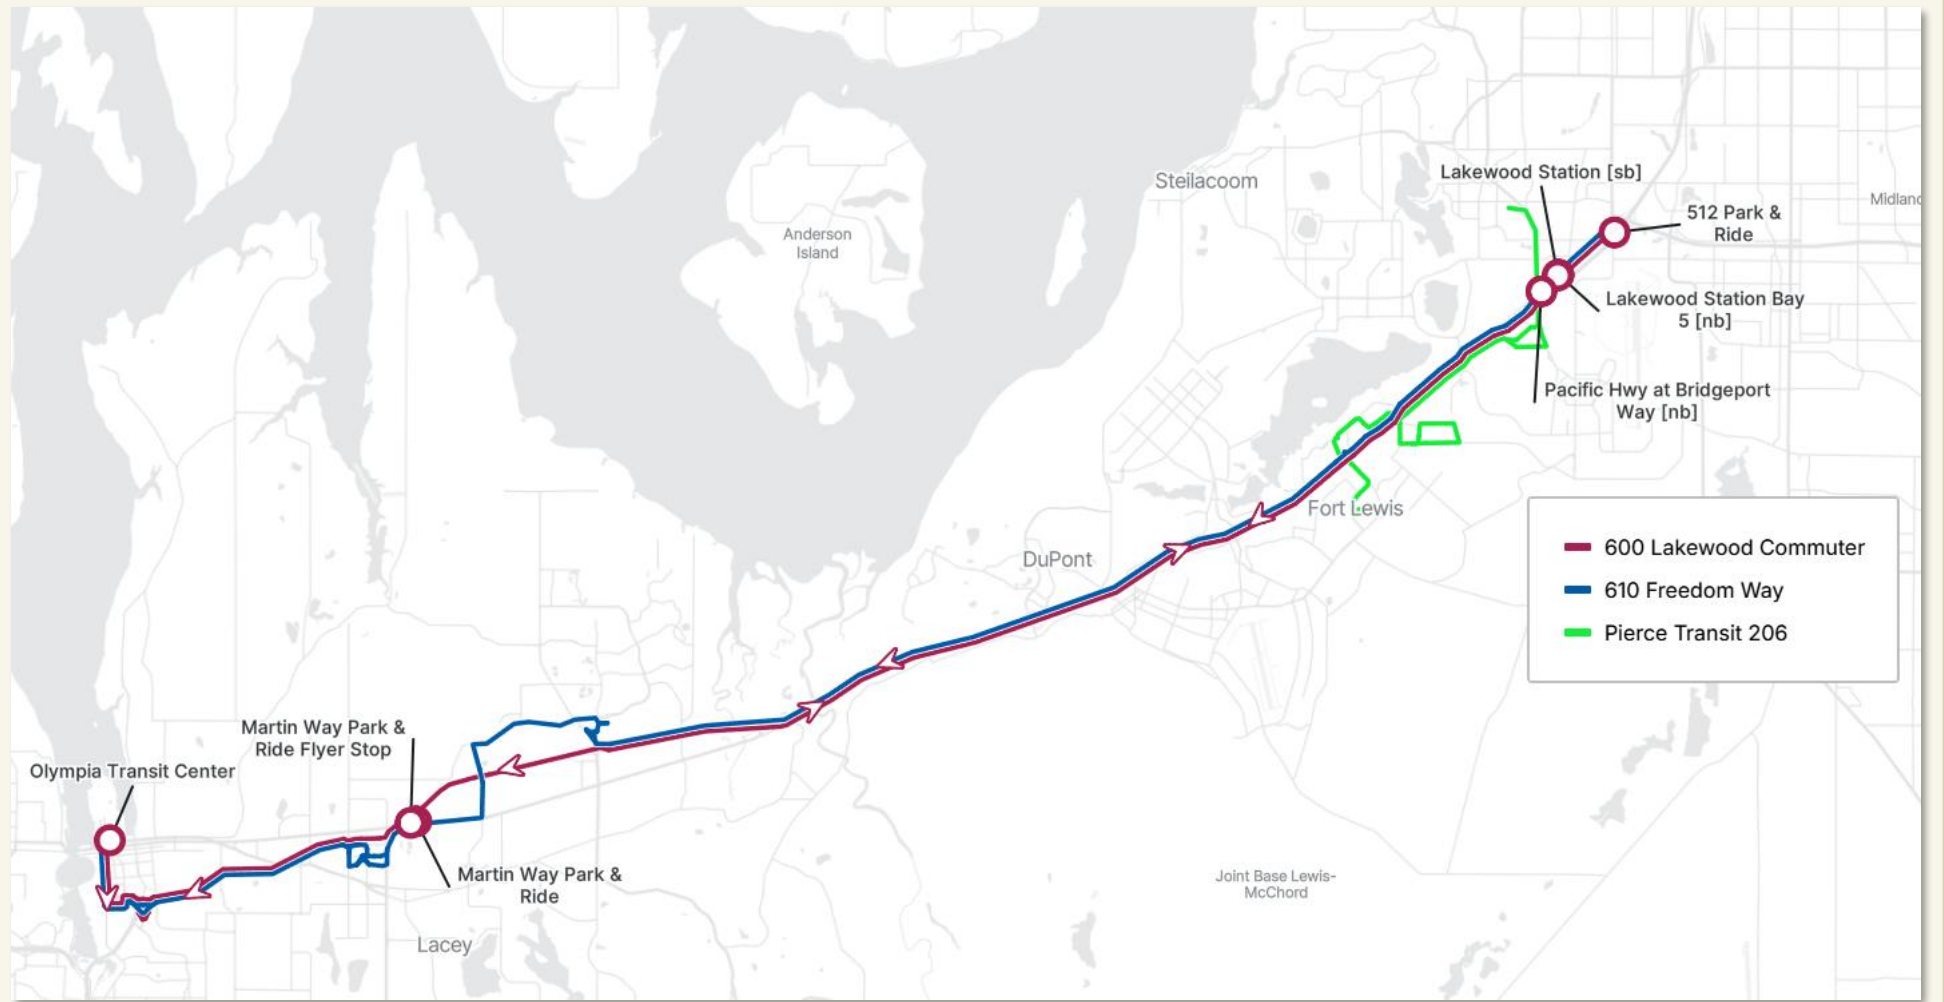 Lakewood Station [sb]
Steilacoom
512 Park &
Ride
Midland
Anderson
Island
Lakewood Station Bay
5 [nb]
Pacific Hwy at Bridgeport
Way [nb]
Fort Lewis
DuPont
600 Lakewood Commuter
610 Freedom Way
Pierce Transit 206
Martin Way Park &
Ride Flyer Stop
Olympia Transit Center
Martin Way Park &
Ride
Joint Base Lewis-
McChord
Lacey